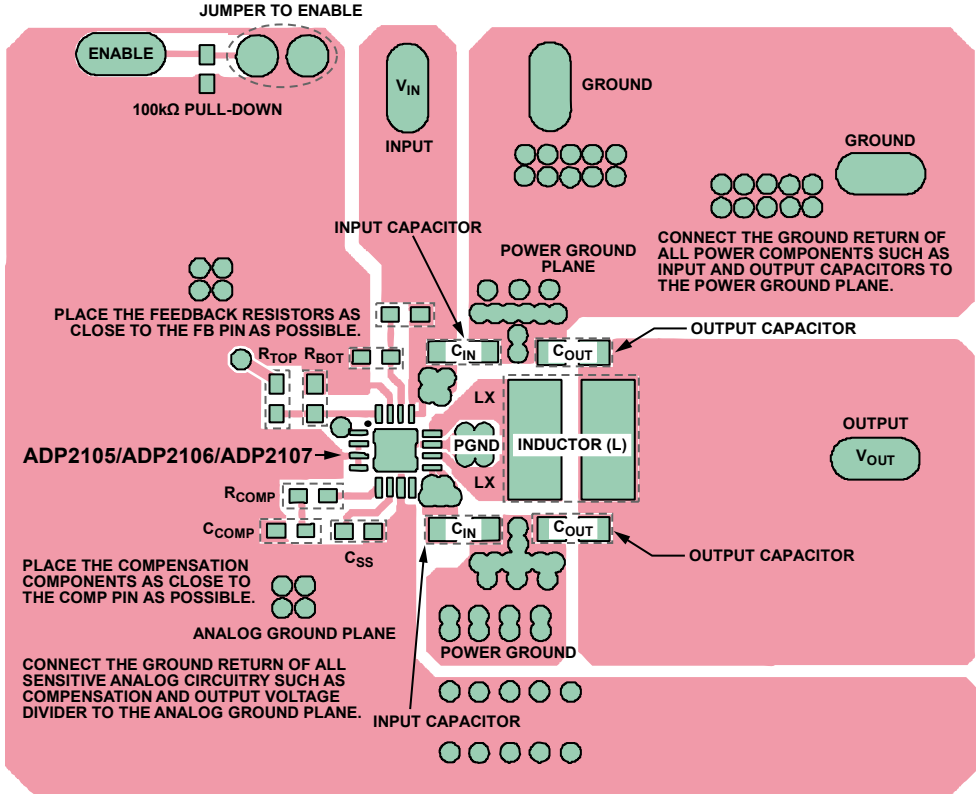 JUMPER TO ENABLE
ENABLE
100kΩ PULL-DOWN
VIN
INPUT
GROUND
GROUND
INPUT CAPACITOR
POWER GROUND
PLANE
CONNECT THE GROUND RETURN OF
ALL POWER COMPONENTS SUCH AS
INPUT AND OUTPUT CAPACITORS TO
THE POWER GROUND PLANE.
PLACE THE FEEDBACK RESISTORS AS
CLOSE TO THE FB PIN AS POSSIBLE.
OUTPUT CAPACITOR
RTOP
RBOT
CIN
COUT
LX
PGND
LX
INDUCTOR (L)
OUTPUT
VOUT
ADP2105/ADP2106/ADP2107
RCOMP
CCOMP
CSS
CIN
COUT
OUTPUT CAPACITOR
PLACE THE COMPENSATION
COMPONENTS AS CLOSE TO
THE COMP PIN AS POSSIBLE.
ANALOG GROUND PLANE
POWER GROUND
CONNECT THE GROUND RETURN OF ALL
SENSITIVE ANALOG CIRCUITRY SUCH AS
COMPENSATION AND OUTPUT VOLTAGE
DIVIDER TO THE ANALOG GROUND PLANE.
INPUT CAPACITOR